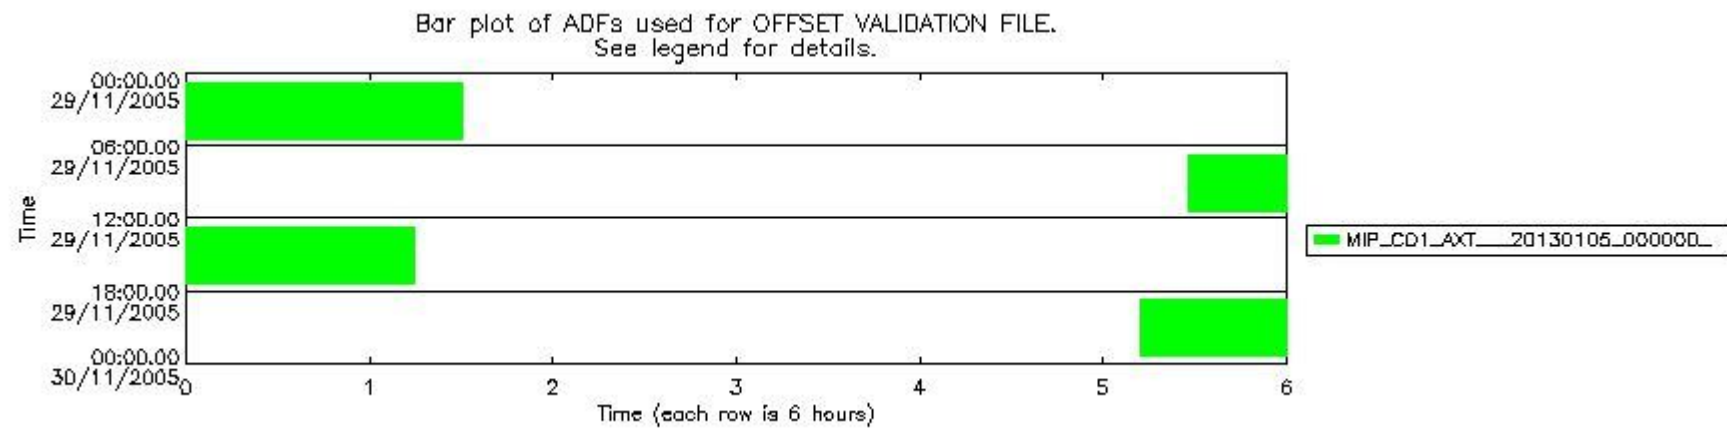 Bar plot of ADFs used for OFFSET VALIDATION FILE.
See legend for details.
00:00.00
29/11/2005
06:00.00
29/11/2005
Time
12:00.00
29/11/2005
MIP_CO1_AXT___20130105_000000_
18:00.00
29/11/2005
00:00.00
30/11/2005
0 1 2 3 4 5 6
Time (each row is 6 hours)